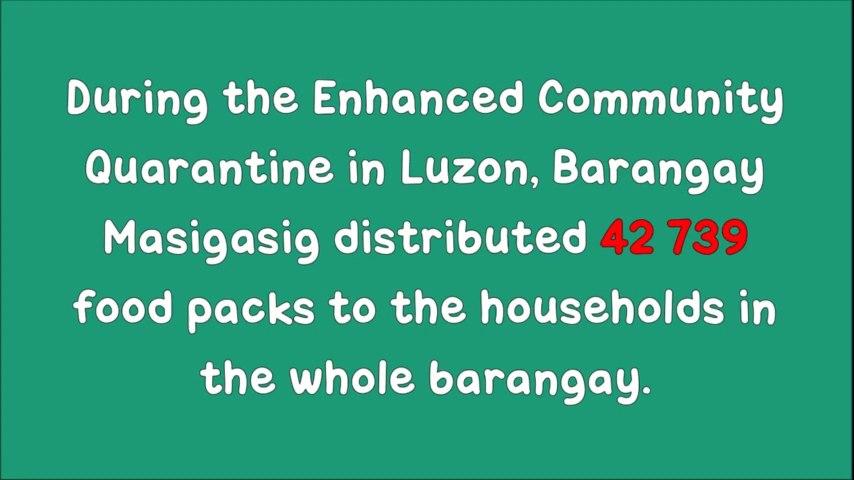 During the Enhanced Community
Quarantine in Luzon, Barangay
Masigasig distributed 42 739
food packs to the households in
the whole barangay.